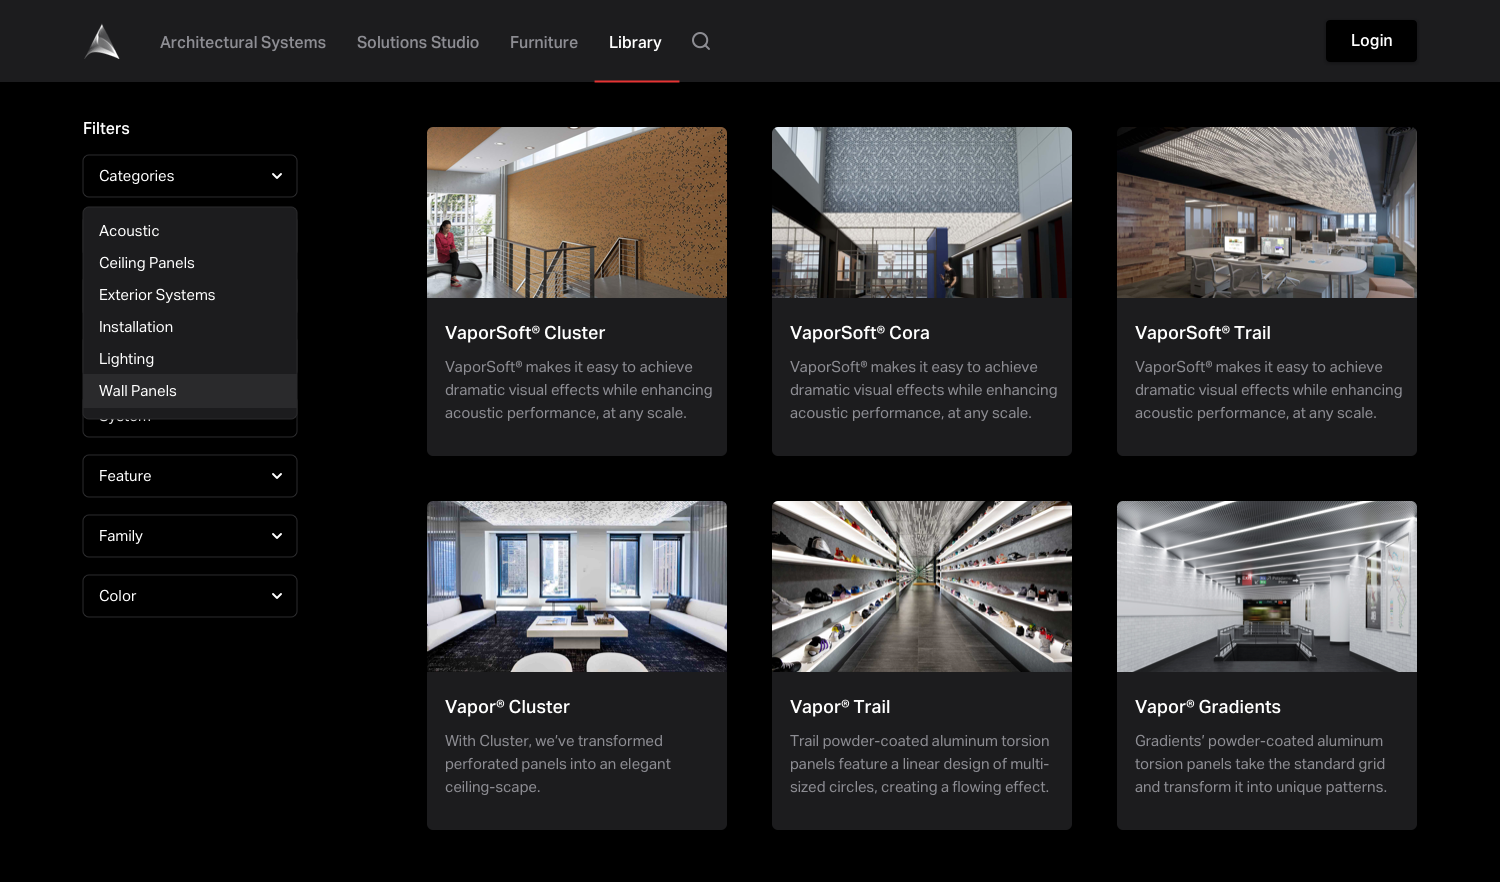 Architectural Systems
Solutions Studio
Furniture
Library
Login
Filters
Categories
Acoustic
Ceiling Panels
Exterior Systems
Installation
Lighting
Wall Panels
System
Feature
Family
Color
VaporSoft® Cluster
VaporSoft® makes it easy to achieve
dramatic visual effects while enhancing
acoustic performance, at any scale.
VaporSoft® Cora
VaporSoft® makes it easy to achieve
dramatic visual effects while enhancing
acoustic performance, at any scale.
VaporSoft® Trail
VaporSoft® makes it easy to achieve
dramatic visual effects while enhancing
acoustic performance, at any scale.
Vapor® Cluster
With Cluster, we’ve transformed
perforated panels into an elegant
ceiling-scape.
Vapor® Trail
Trail powder-coated aluminum torsion
panels feature a linear design of multi-
sized circles, creating a flowing effect.
Vapor® Gradients
Gradients’ powder-coated aluminum
torsion panels take the standard grid
and transform it into unique patterns.